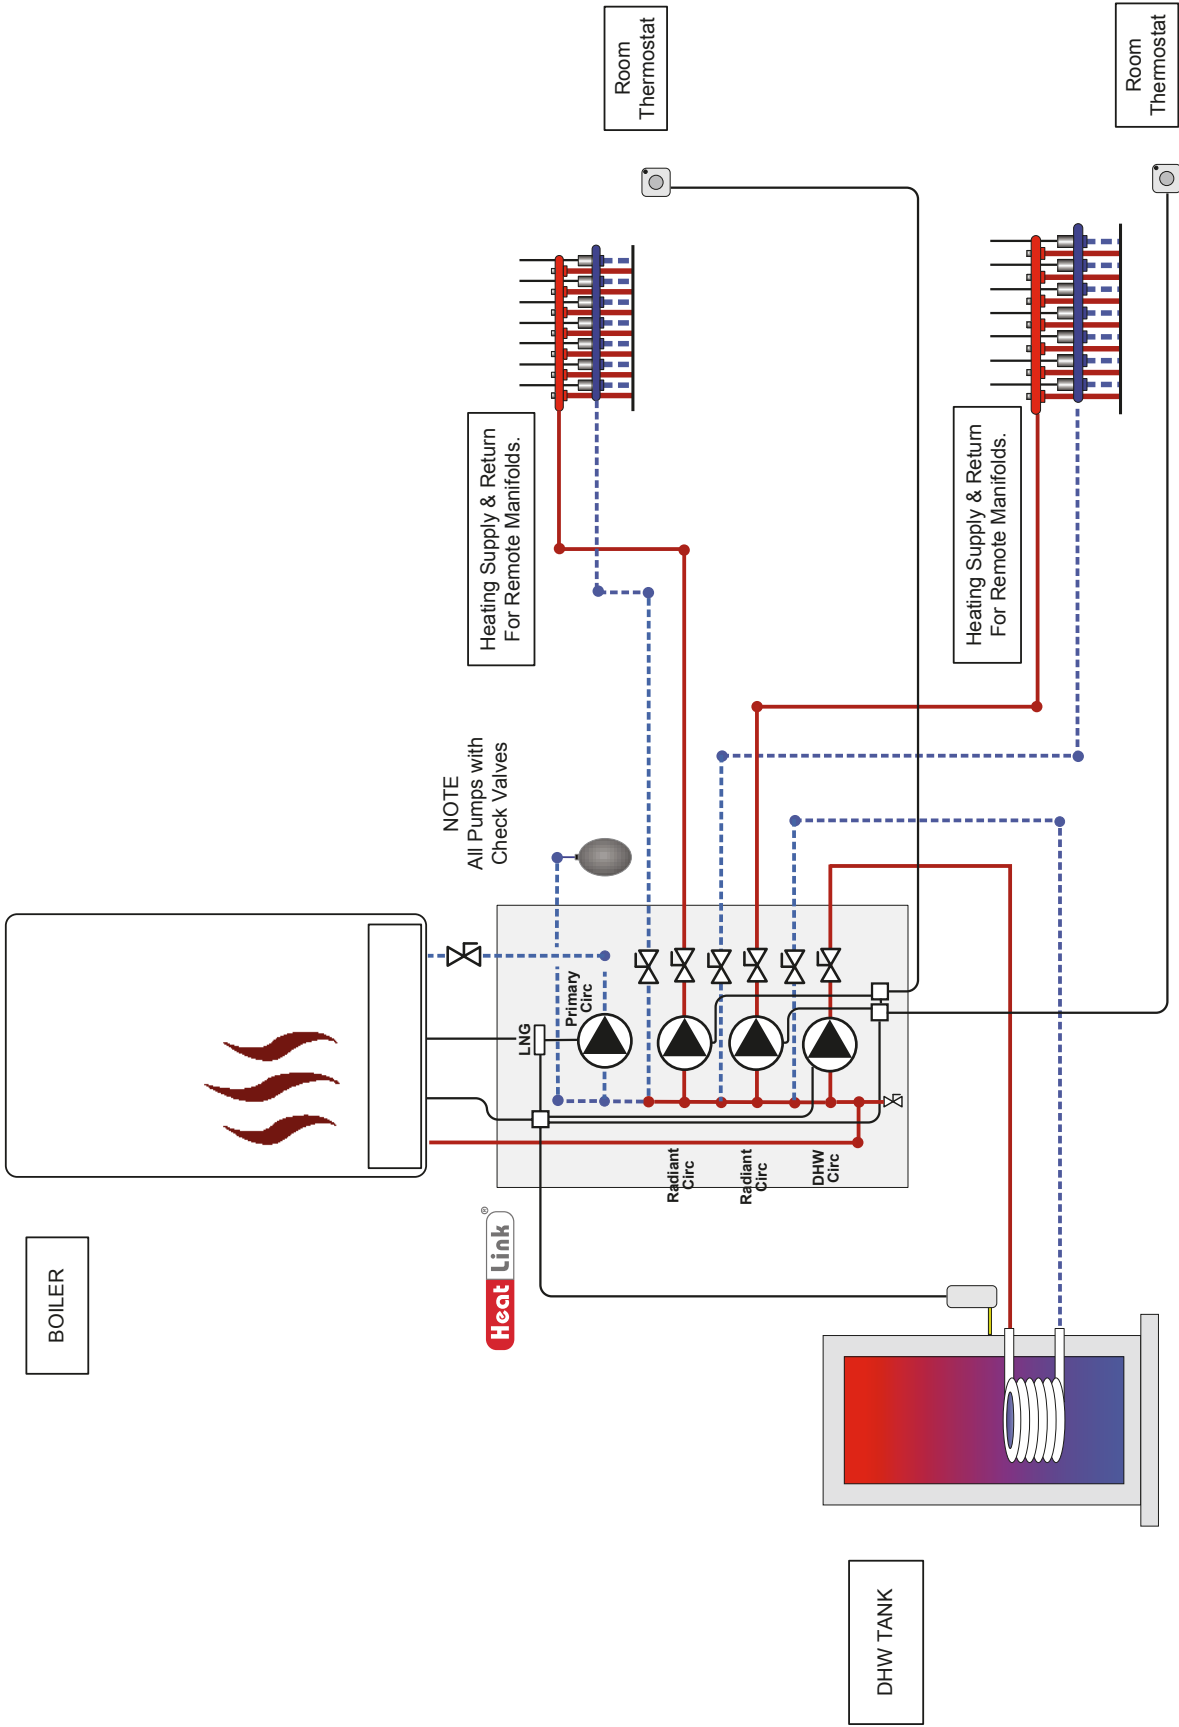 BOILER
DHW TANK
Heat Link®
NOTE
All Pumps with
Check Valves
LNG
Primary
Circ
Radiant
Circ
Radiant
Circ
DHW
Circ
Heating Supply & Return
For Remote Manifolds.
Heating Supply & Return
For Remote Manifolds.
Room
Thermostat
Room
Thermostat